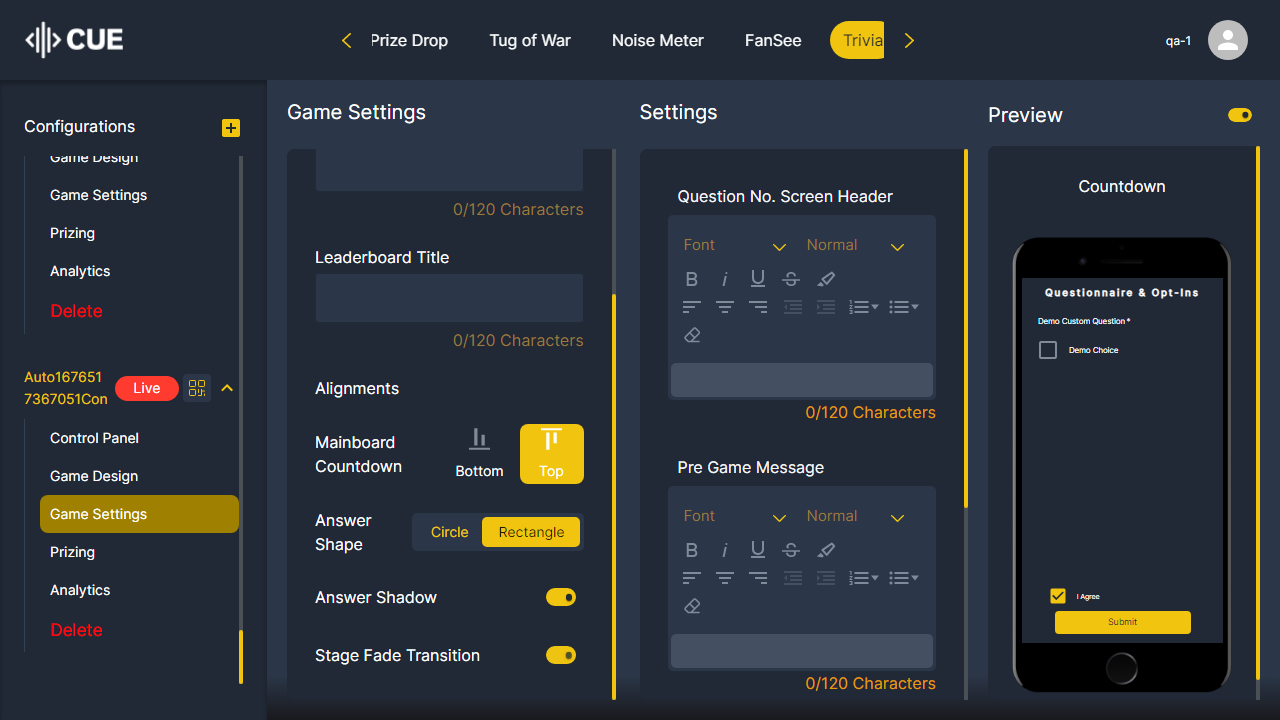 CUE
Prize Drop
Tug of War
Noise Meter
FanSee
Trivia
qa-1
Configurations
Game Design
Game Settings
Prizing
Analytics
Delete
Auto167651
7367051Con
Live
Control Panel
Game Design
Game Settings
Prizing
Analytics
Delete
Game Settings
0/120 Characters
Leaderboard Title
0/120 Characters
Alignments
Mainboard
Countdown
Bottom
Top
Answer
Shape
Circle
Rectangle
Answer Shadow
Stage Fade Transition
Settings
Question No. Screen Header
Font
Normal
0/120 Characters
Pre Game Message
Font
Normal
0/120 Characters
Preview
Countdown
Questionnaire & Opt-Ins
Demo Custom Question *
Demo Choice
I Agree
Submit